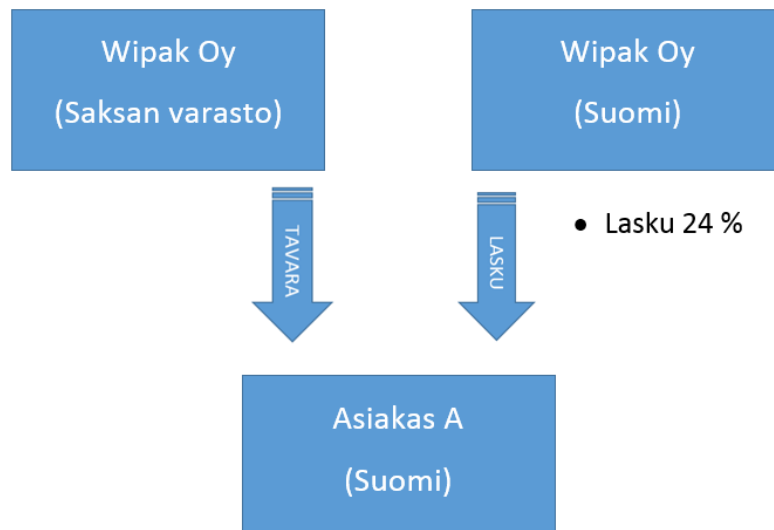 Wipak Oy
(Saksan varasto)
Wipak Oy
(Suomi)
TAVARA
LASKU
• Lasku 24 %
Asiakas A
(Suomi)